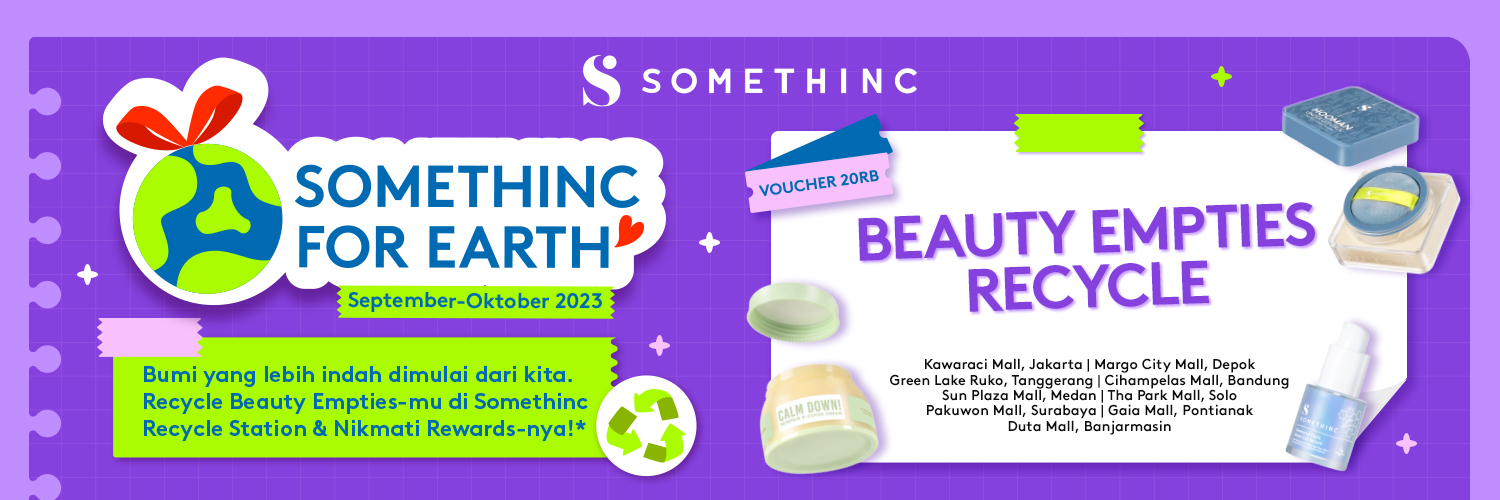 SOMETHINC
SOMETHINC
FOR EARTH
September-Oktober 2023
Bumi yang lebih indah dimulai dari kita.
Recycle Beauty Empties-mu di Somethinc
Recycle Station & Nikmati Rewards-nya!*
VOUCHER 20RB
BEAUTY EMPTIES
RECYCLE
Kawaraci Mall, Jakarta | Margo City Mall, Depok
Green Lake Ruko, Tanggerang | Cihampelas Mall, Bandung
Sun Plaza Mall, Medan | Tha Park Mall, Solo
Pakuwon Mall, Surabaya | Gaia Mall, Pontianak
Duta Mall, Banjarmasin
HOOMAN
CALM DOWN!
SOMETHINC